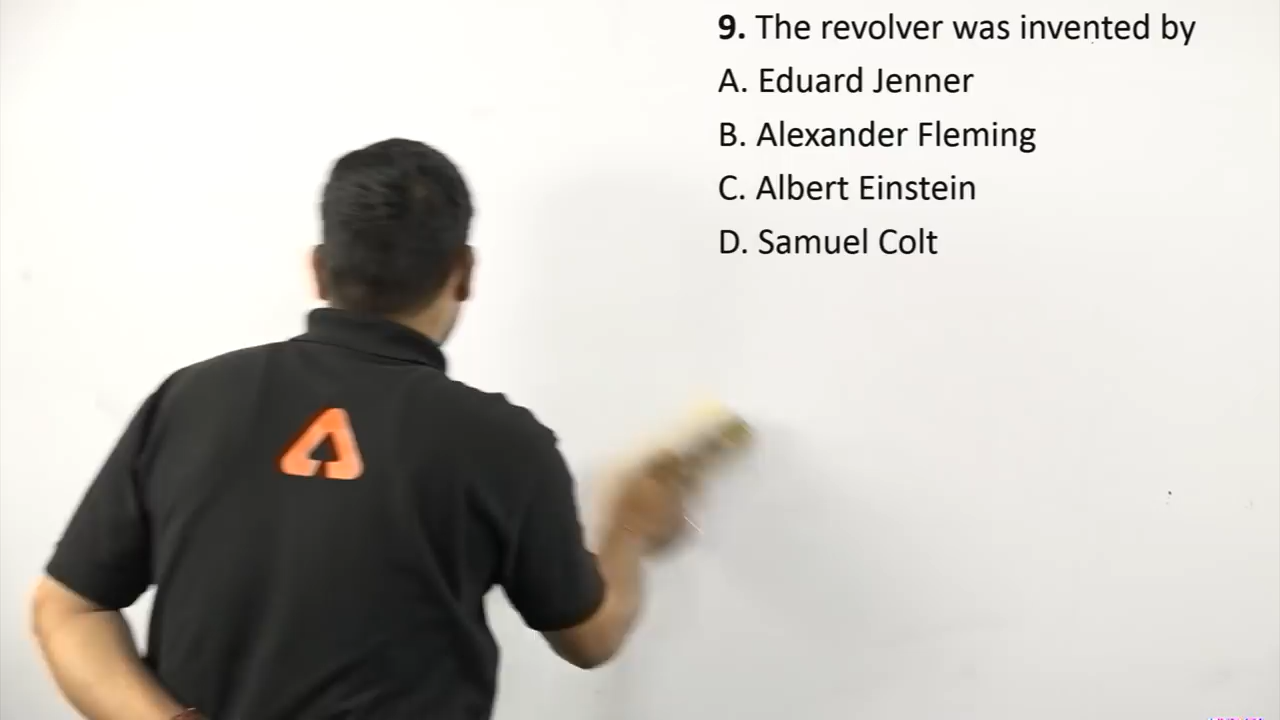 9. The revolver was invented by
A. Eduard Jenner
B. Alexander Fleming
C. Albert Einstein
D. Samuel Colt